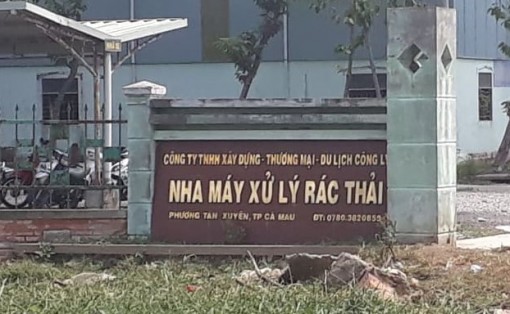 CÔNG TY TNHH XÂY DỰNG - THƯƠNG MẠI - DU LỊCH CÔNG LÝ
NHÀ MÁY XỬ LÝ RÁC THẢI
PHƯỜNG TÂN XUYÊN, TP CÀ MAU ĐT: 0780.3820855